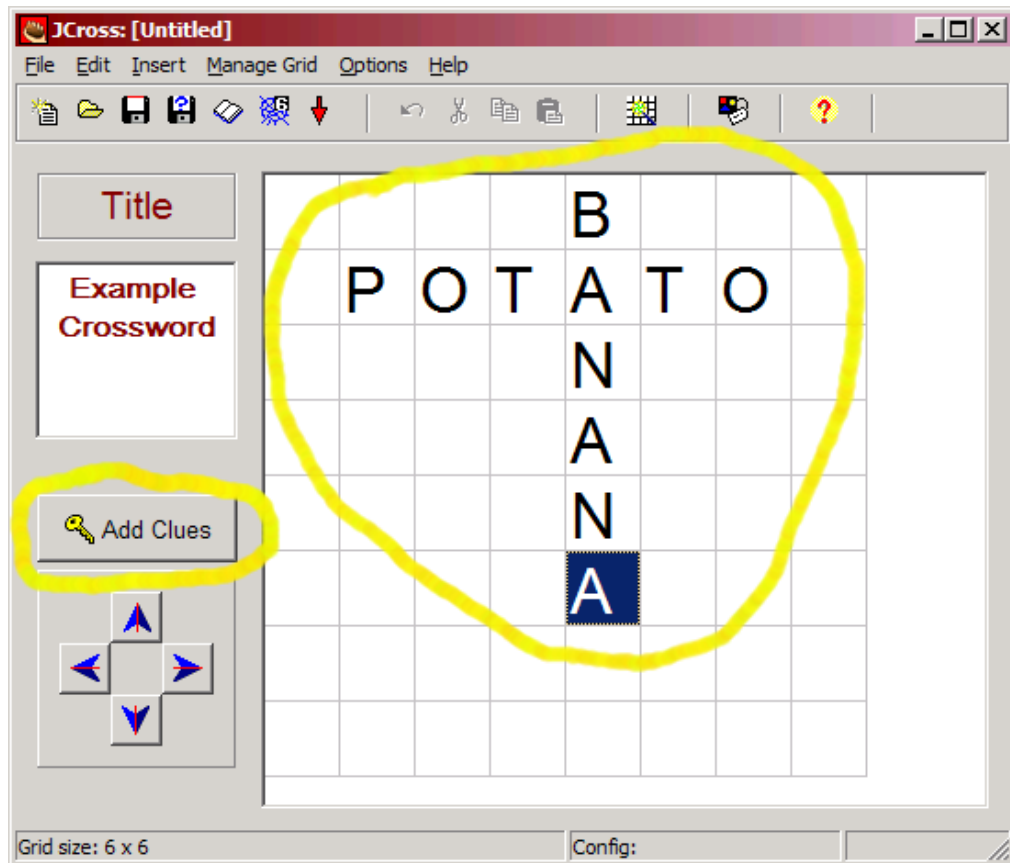 JCross: [Untitled]
File Edit Insert Manage Grid Options Help
6 ?
Title
Example
Crossword
Add Clues
B
P O T A T O
N
A
N
A
Grid size: 6 x 6 Config: